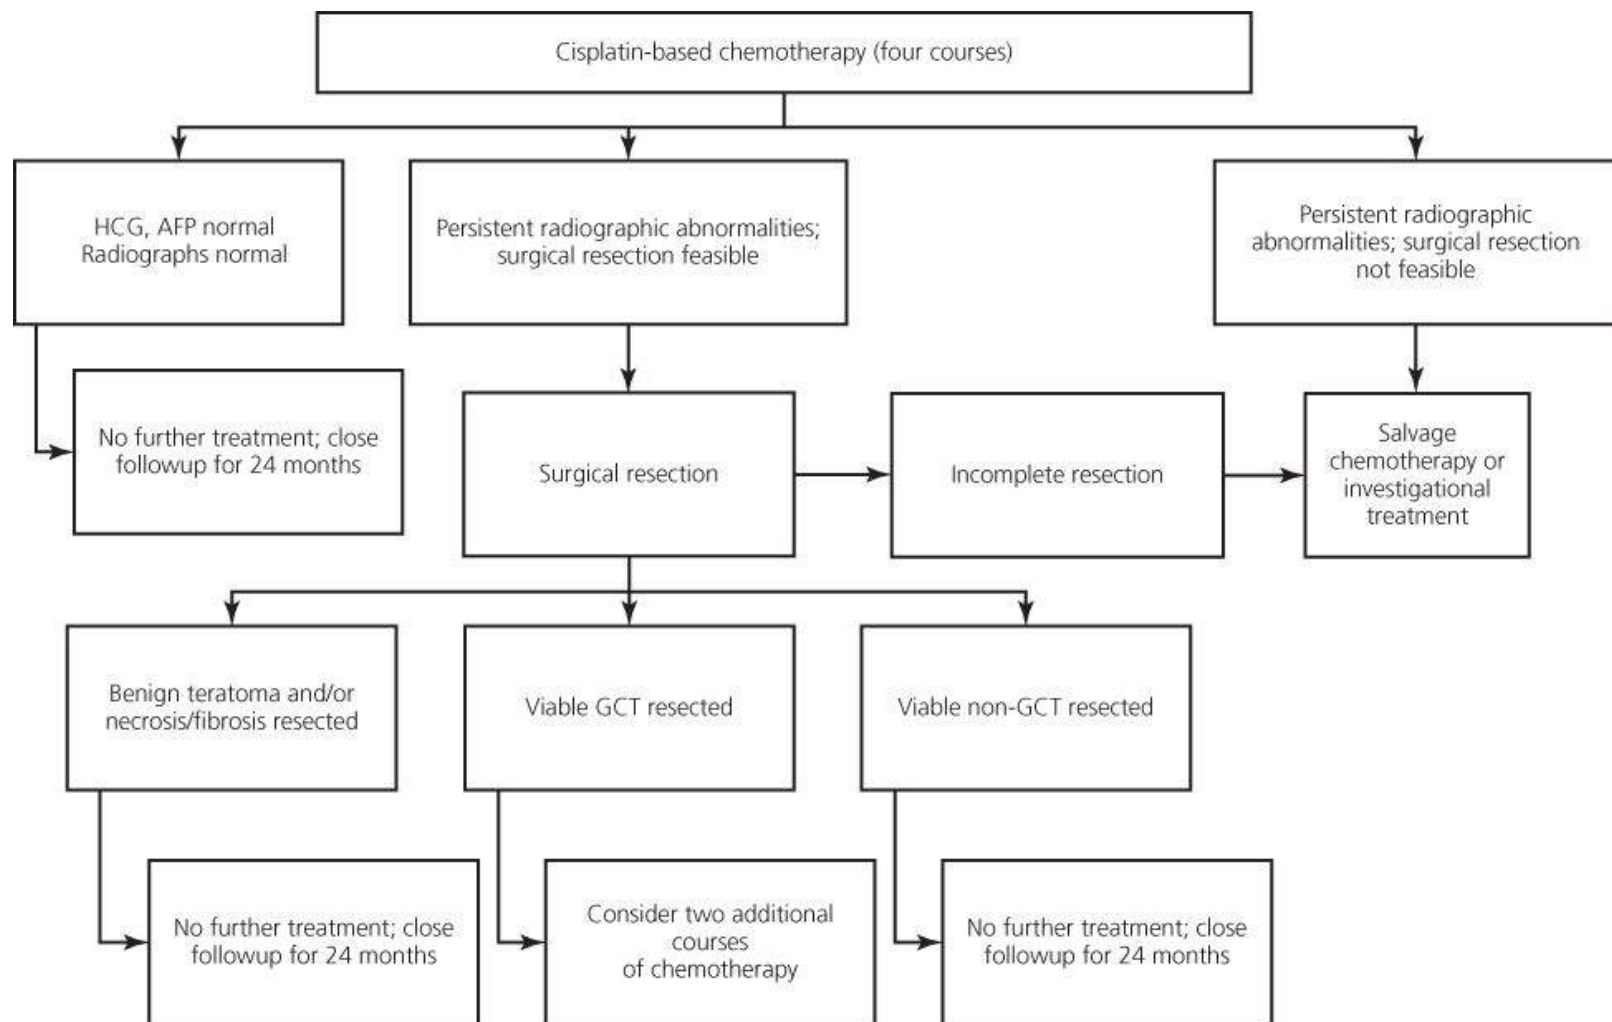 Cisplatin-based chemotherapy (four courses)
HCG, AFP normal
Radiographs normal
Persistent radiographic abnormalities;
surgical resection feasible
Persistent radiographic
abnormalities; surgical resection
not feasible
No further treatment; close
followup for 24 months
Surgical resection
Incomplete resection
Salvage
chemotherapy or
investigational
treatment
Benign teratoma and/or
necrosis/fibrosis resected
Viable GCT resected
Viable non-GCT resected
No further treatment; close
followup for 24 months
Consider two additional
courses
of chemotherapy
No further treatment; close
followup for 24 months